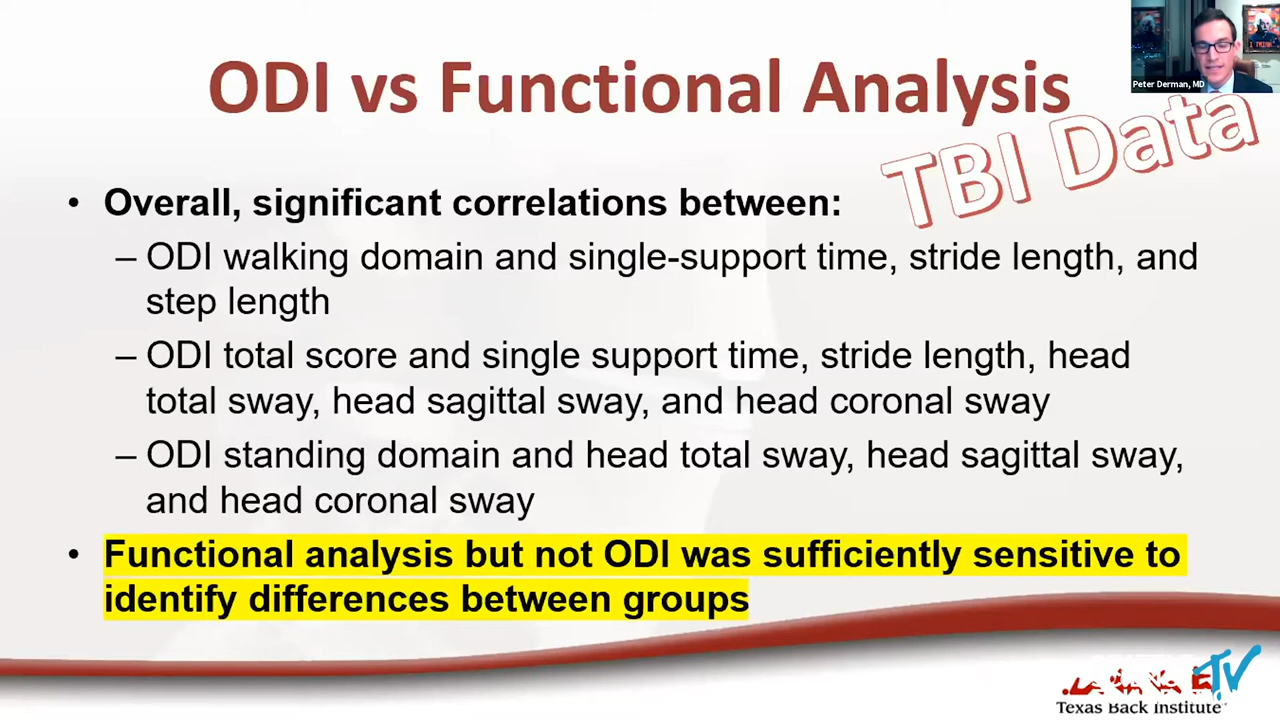 ODI vs Functional Analysis
Peter Derman, MD
TBI Data
• Overall, significant correlations between:
– ODI walking domain and single-support time, stride length, and
step length
– ODI total score and single support time, stride length, head
total sway, head sagittal sway, and head coronal sway
– ODI standing domain and head total sway, head sagittal sway,
and head coronal sway
• Functional analysis but not ODI was sufficiently sensitive to
identify differences between groups
TV
Texas Back Institute